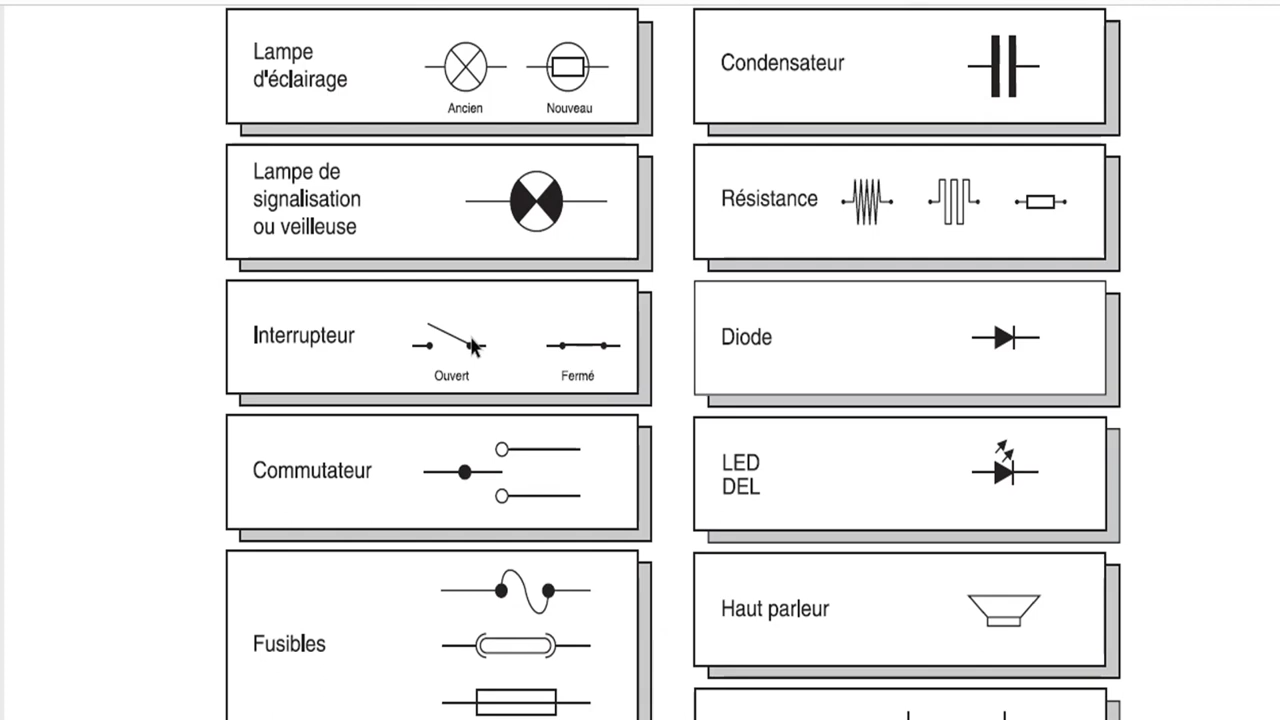 Lampe
d'éclairage
Ancien
Nouveau
Lampe de
signalisation
ou veilleuse
Interrupteur
Ouvert
Fermé
Commutateur
Fusibles
Condensateur
Résistance
Diode
LED
DEL
Haut parleur